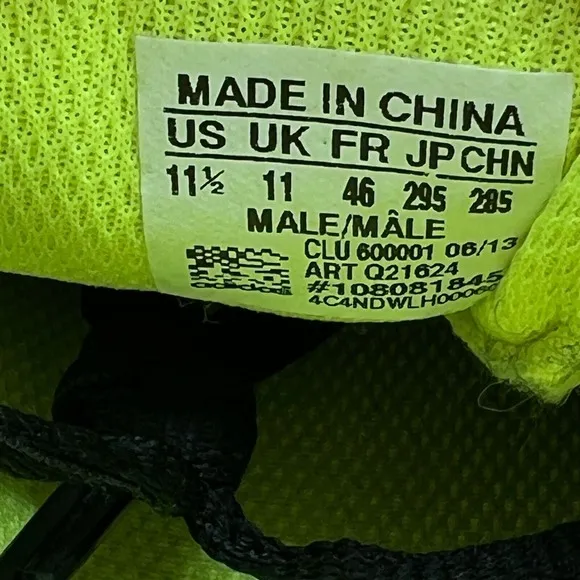 MADE IN CHINA
US UK FR JP CHN
11½ 11 46 295 285
MALE/MÂLE
CLU 600001 06/13
ART Q21624
#108081845